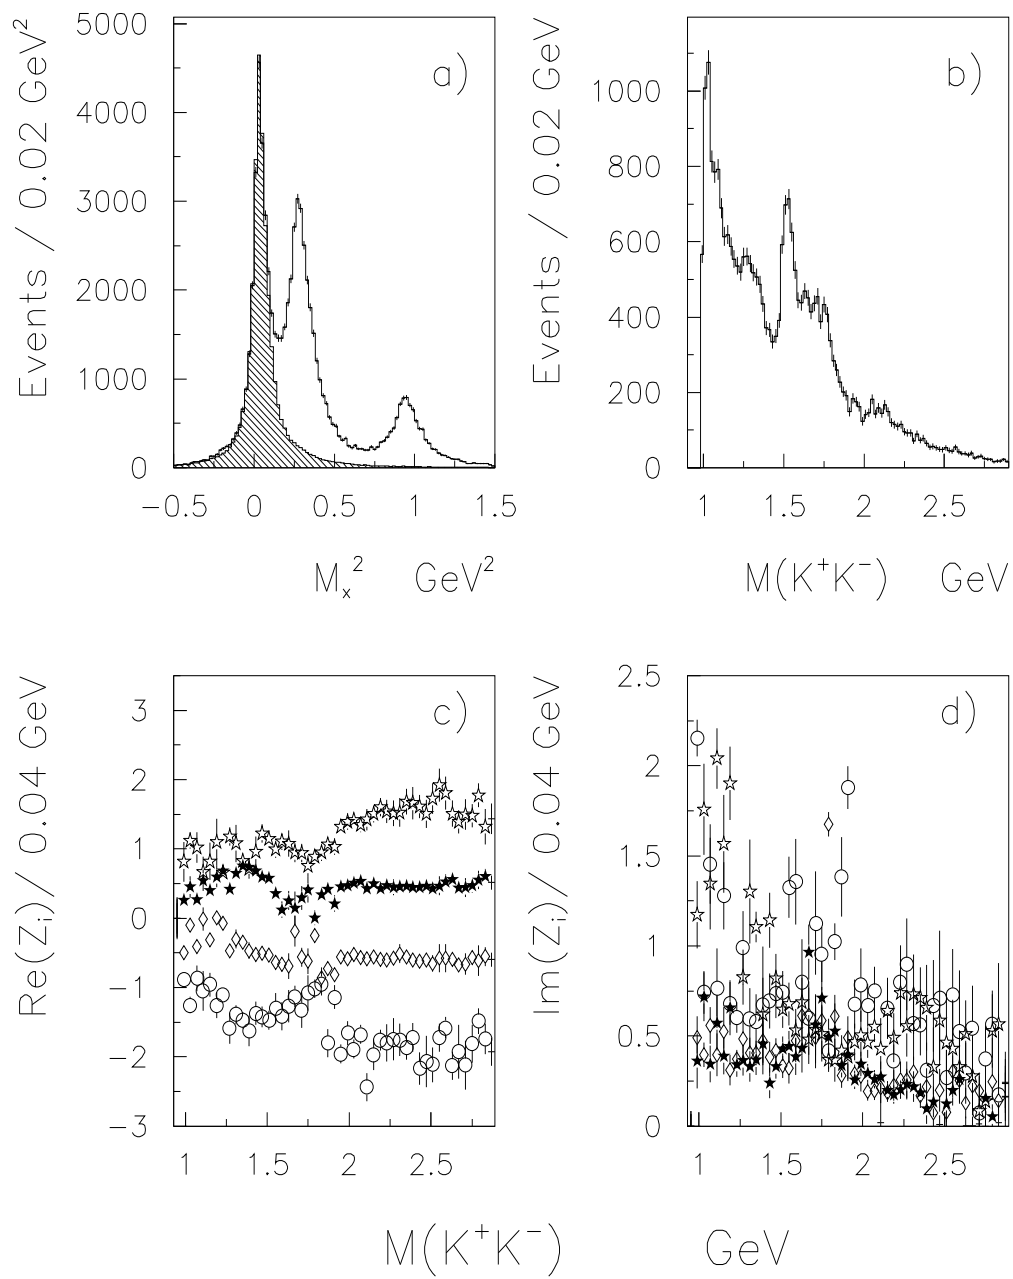 Events / 0.02 GeV²
5000
4000
3000
2000
1000
0
−0.5 0 0.5 1 1.5
a)
Mₓ² GeV²
Events / 0.02 GeV
1000
800
600
400
200
0
1 1.5 2 2.5
b)
M(K⁺K⁻) GeV
Re(Zᵢ)/ 0.04 GeV
3
2
1
0
−1
−2
−3
1 1.5 2 2.5
c)
Im(Zᵢ)/ 0.04 GeV
2.5
2
1.5
1
0.5
0
1 1.5 2 2.5
d)
M(K⁺K⁻) GeV